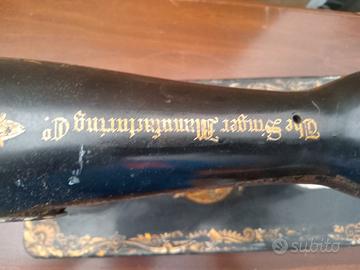 The Singer Manufacturing Co.
subito